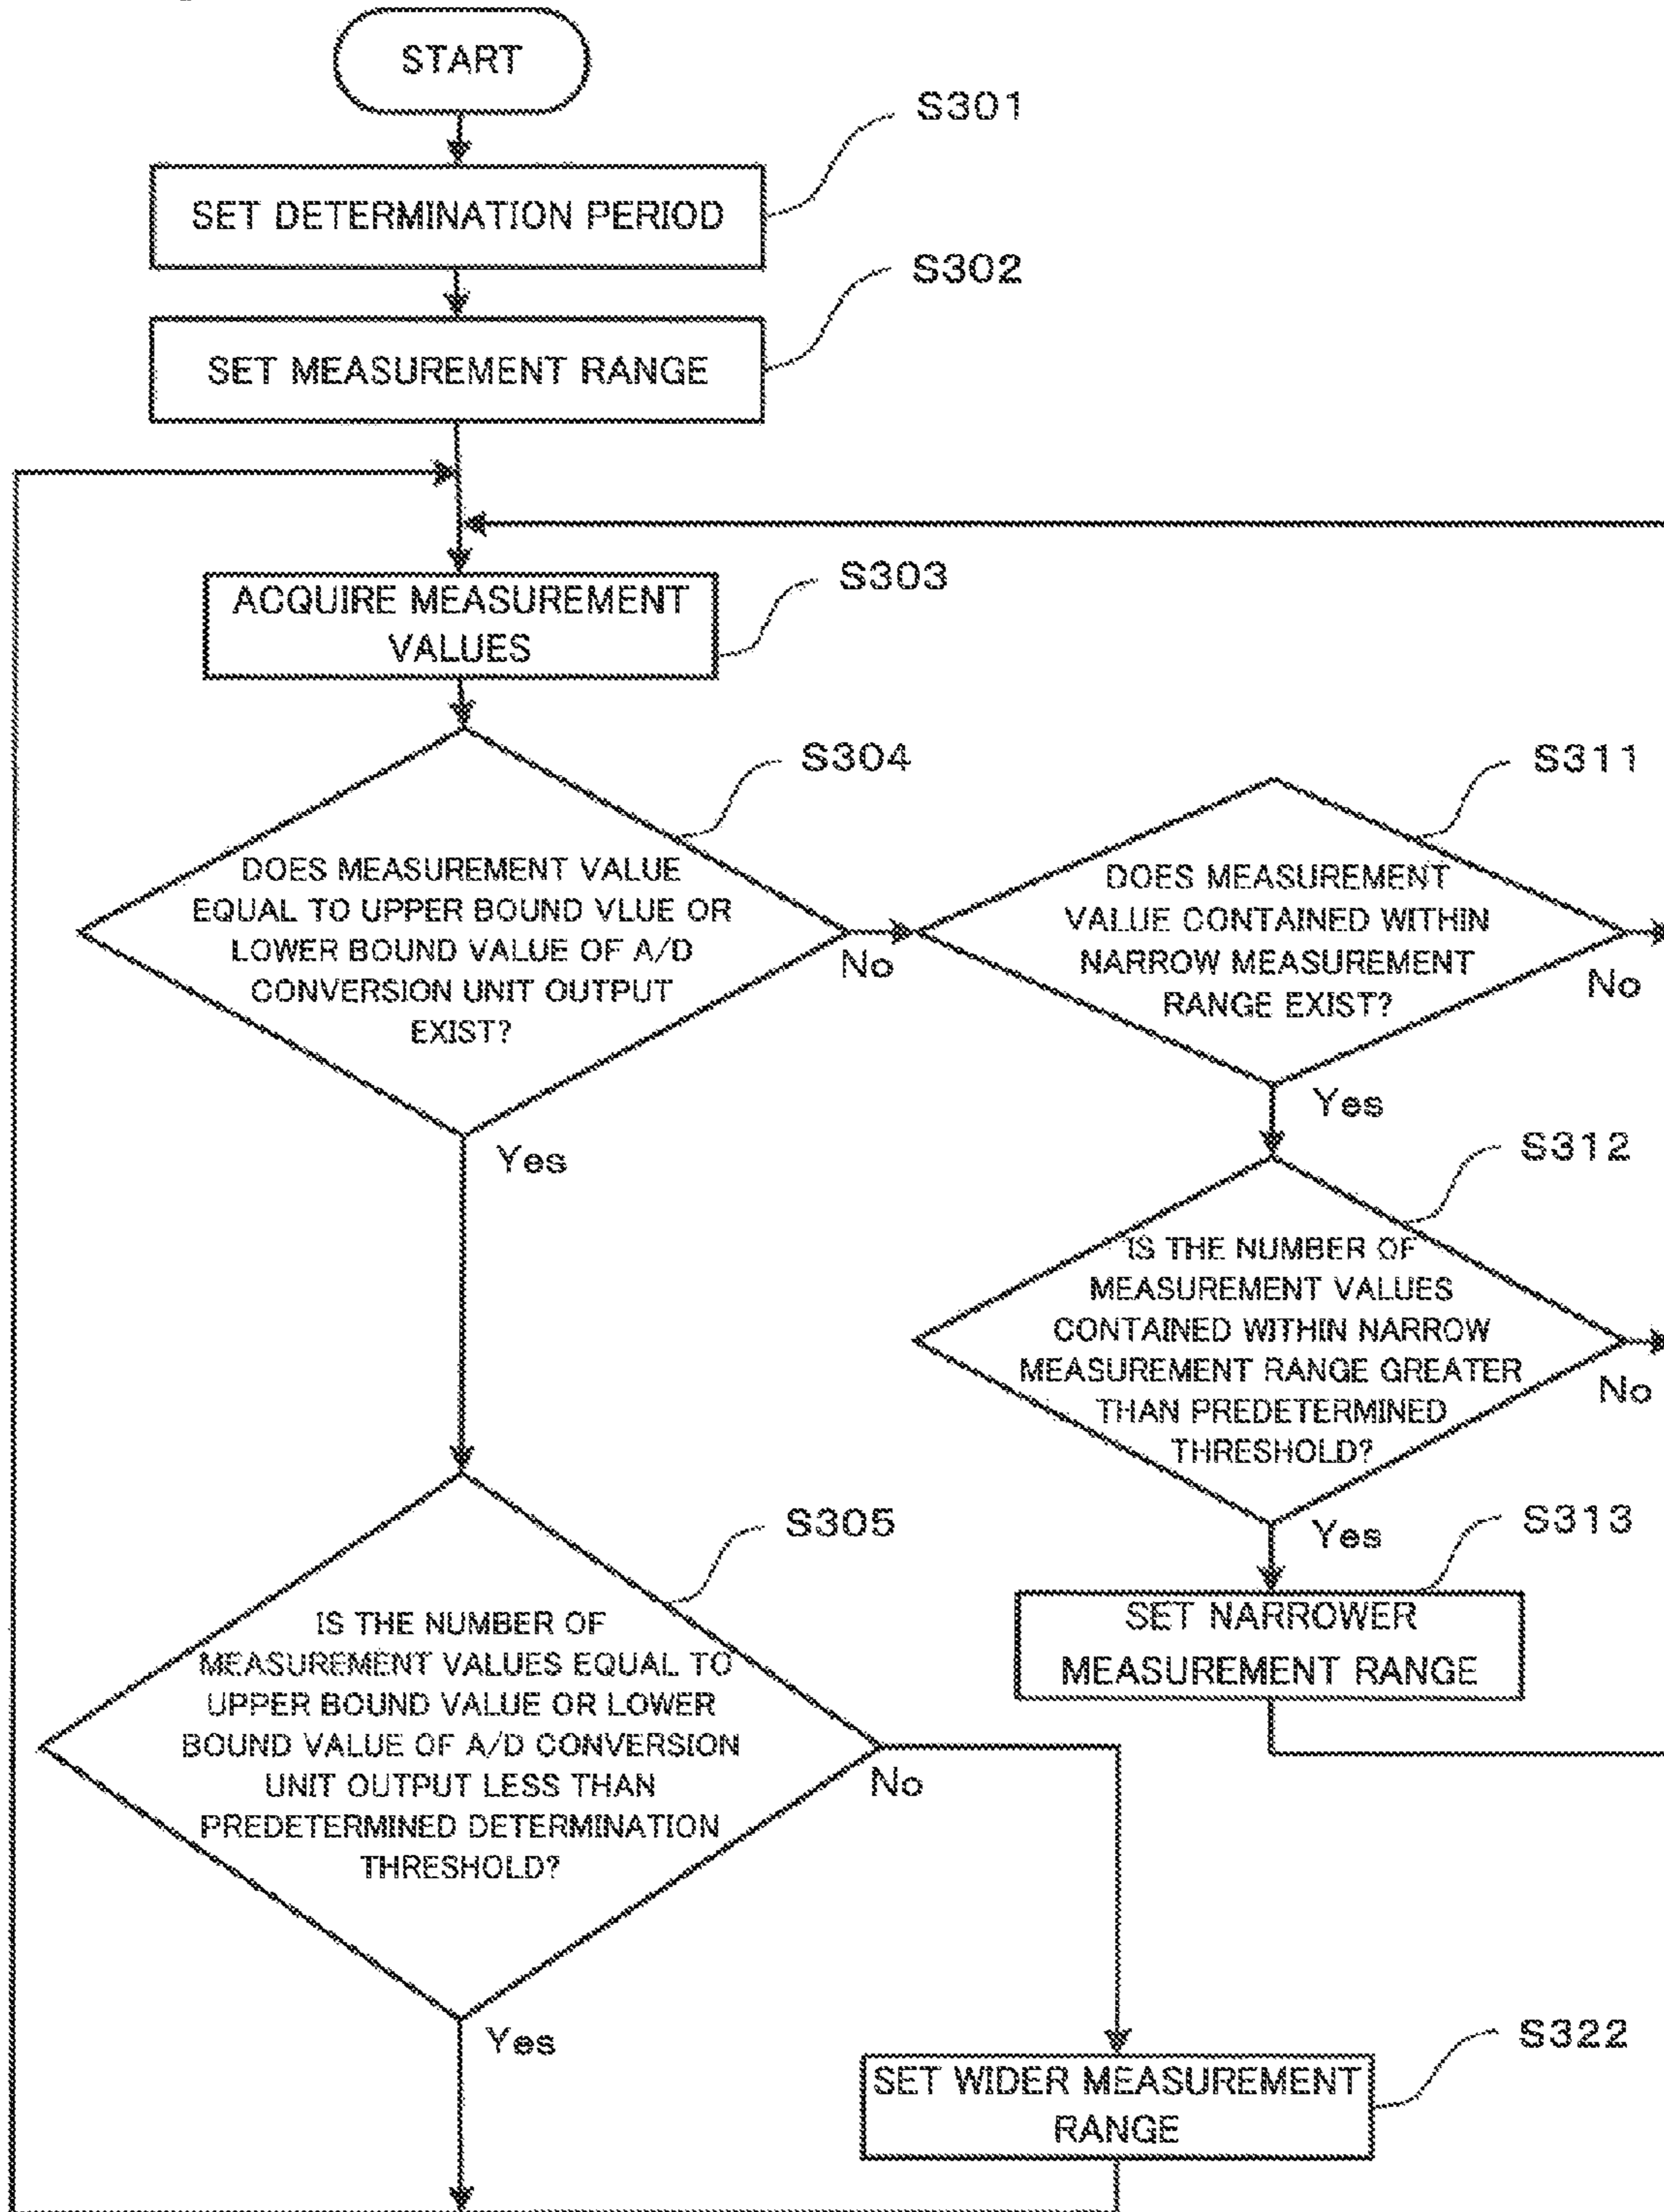 START
S301
SET DETERMINATION PERIOD
S302
SET MEASUREMENT RANGE
S303
ACQUIRE MEASUREMENT
VALUES
S304
DOES MEASUREMENT VALUE
EQUAL TO UPPER BOUND VLUE OR
LOWER BOUND VALUE OF A/D
CONVERSION UNIT OUTPUT
EXIST?
No
Yes
S311
DOES MEASUREMENT
VALUE CONTAINED WITHIN
NARROW MEASUREMENT
RANGE EXIST?
No
Yes
S312
IS THE NUMBER OF
MEASUREMENT VALUES
CONTAINED WITHIN NARROW
MEASUREMENT RANGE GREATER
THAN PREDETERMINED
THRESHOLD?
No
Yes
S313
SET NARROWER
MEASUREMENT RANGE
S305
IS THE NUMBER OF
MEASUREMENT VALUES EQUAL TO
UPPER BOUND VALUE OR LOWER
BOUND VALUE OF A/D CONVERSION
UNIT OUTPUT LESS THAN
PREDETERMINED DETERMINATION
THRESHOLD?
No
Yes
S322
SET WIDER MEASUREMENT
RANGE